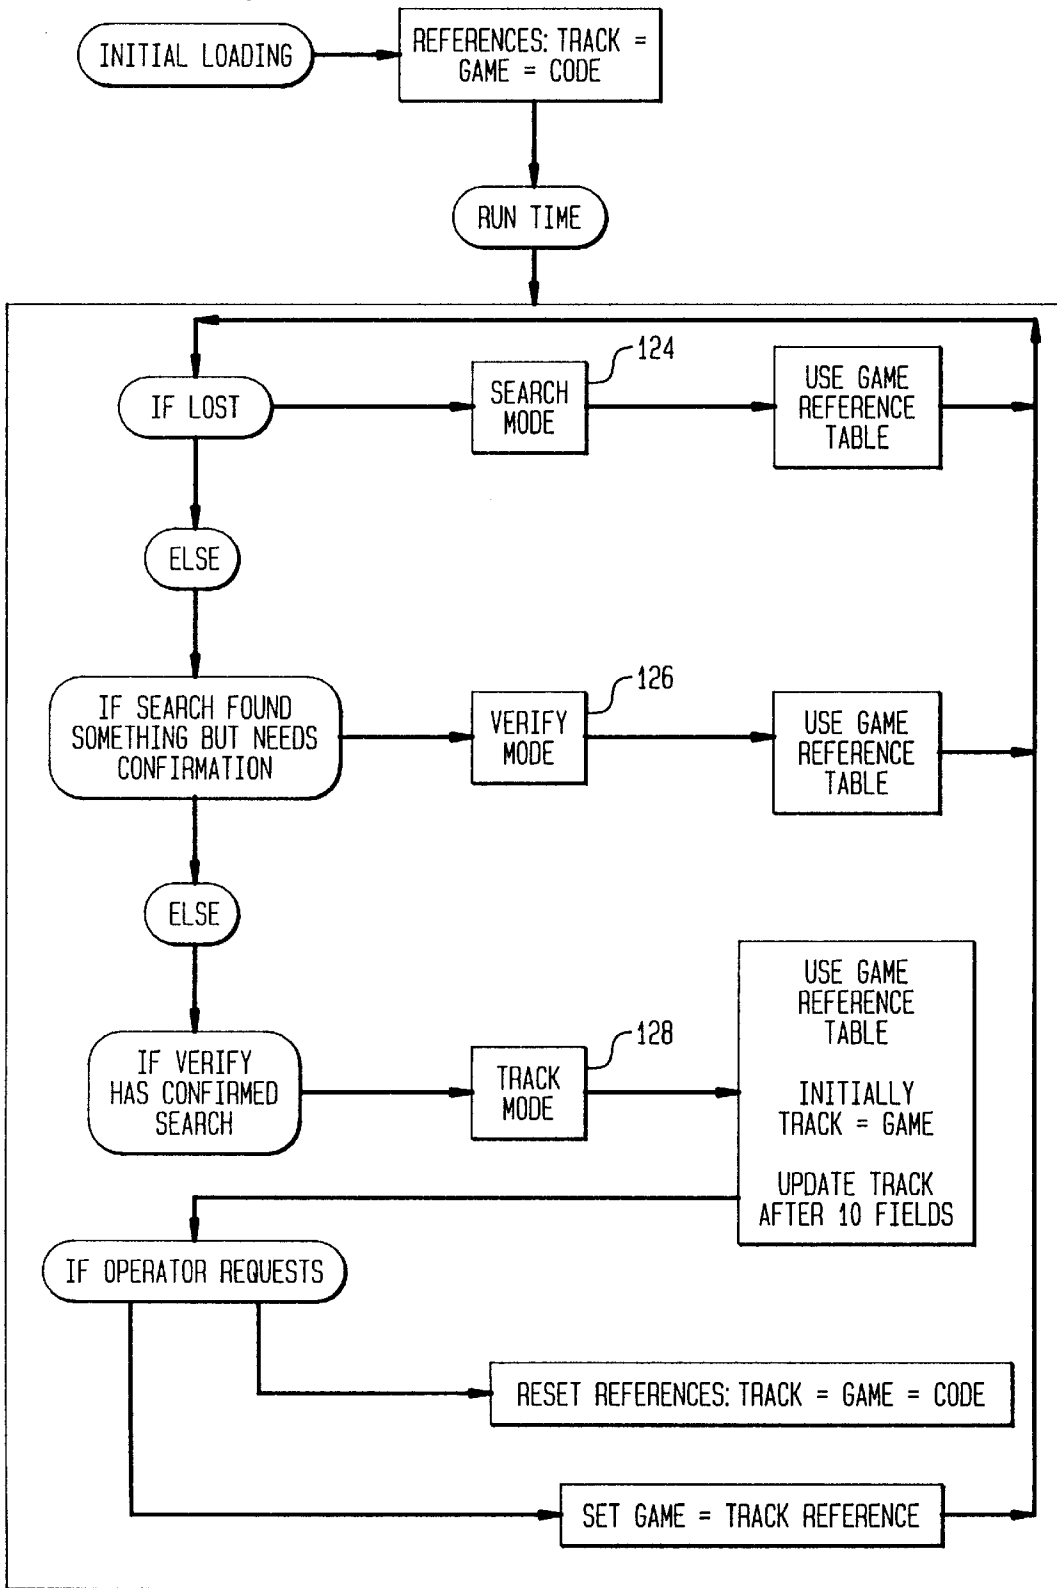 INITIAL LOADING
REFERENCES: TRACK =
GAME = CODE
RUN TIME
IF LOST
124
SEARCH
MODE
USE GAME
REFERENCE
TABLE
ELSE
IF SEARCH FOUND
SOMETHING BUT NEEDS
CONFIRMATION
126
VERIFY
MODE
USE GAME
REFERENCE
TABLE
ELSE
IF VERIFY
HAS CONFIRMED
SEARCH
128
TRACK
MODE
USE GAME
REFERENCE
TABLE
INITIALLY
TRACK = GAME
UPDATE TRACK
AFTER 10 FIELDS
IF OPERATOR REQUESTS
RESET REFERENCES: TRACK = GAME = CODE
SET GAME = TRACK REFERENCE